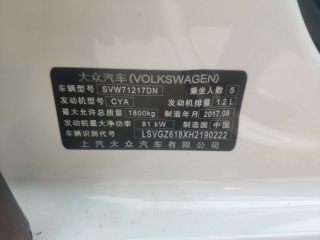 大众汽车(VOLKSWAGEN)
车辆型号 SVW71217DN 乘坐人数 5
发动机型号 CYA 发动机排量 1.2 L
最大允许总质量 1800kg 制造年月 2017.09
发动机最大净功率 81 kW 制造国 中国
车辆识别代号 LSVGZ618XH2190222
上汽大众汽车有限公司